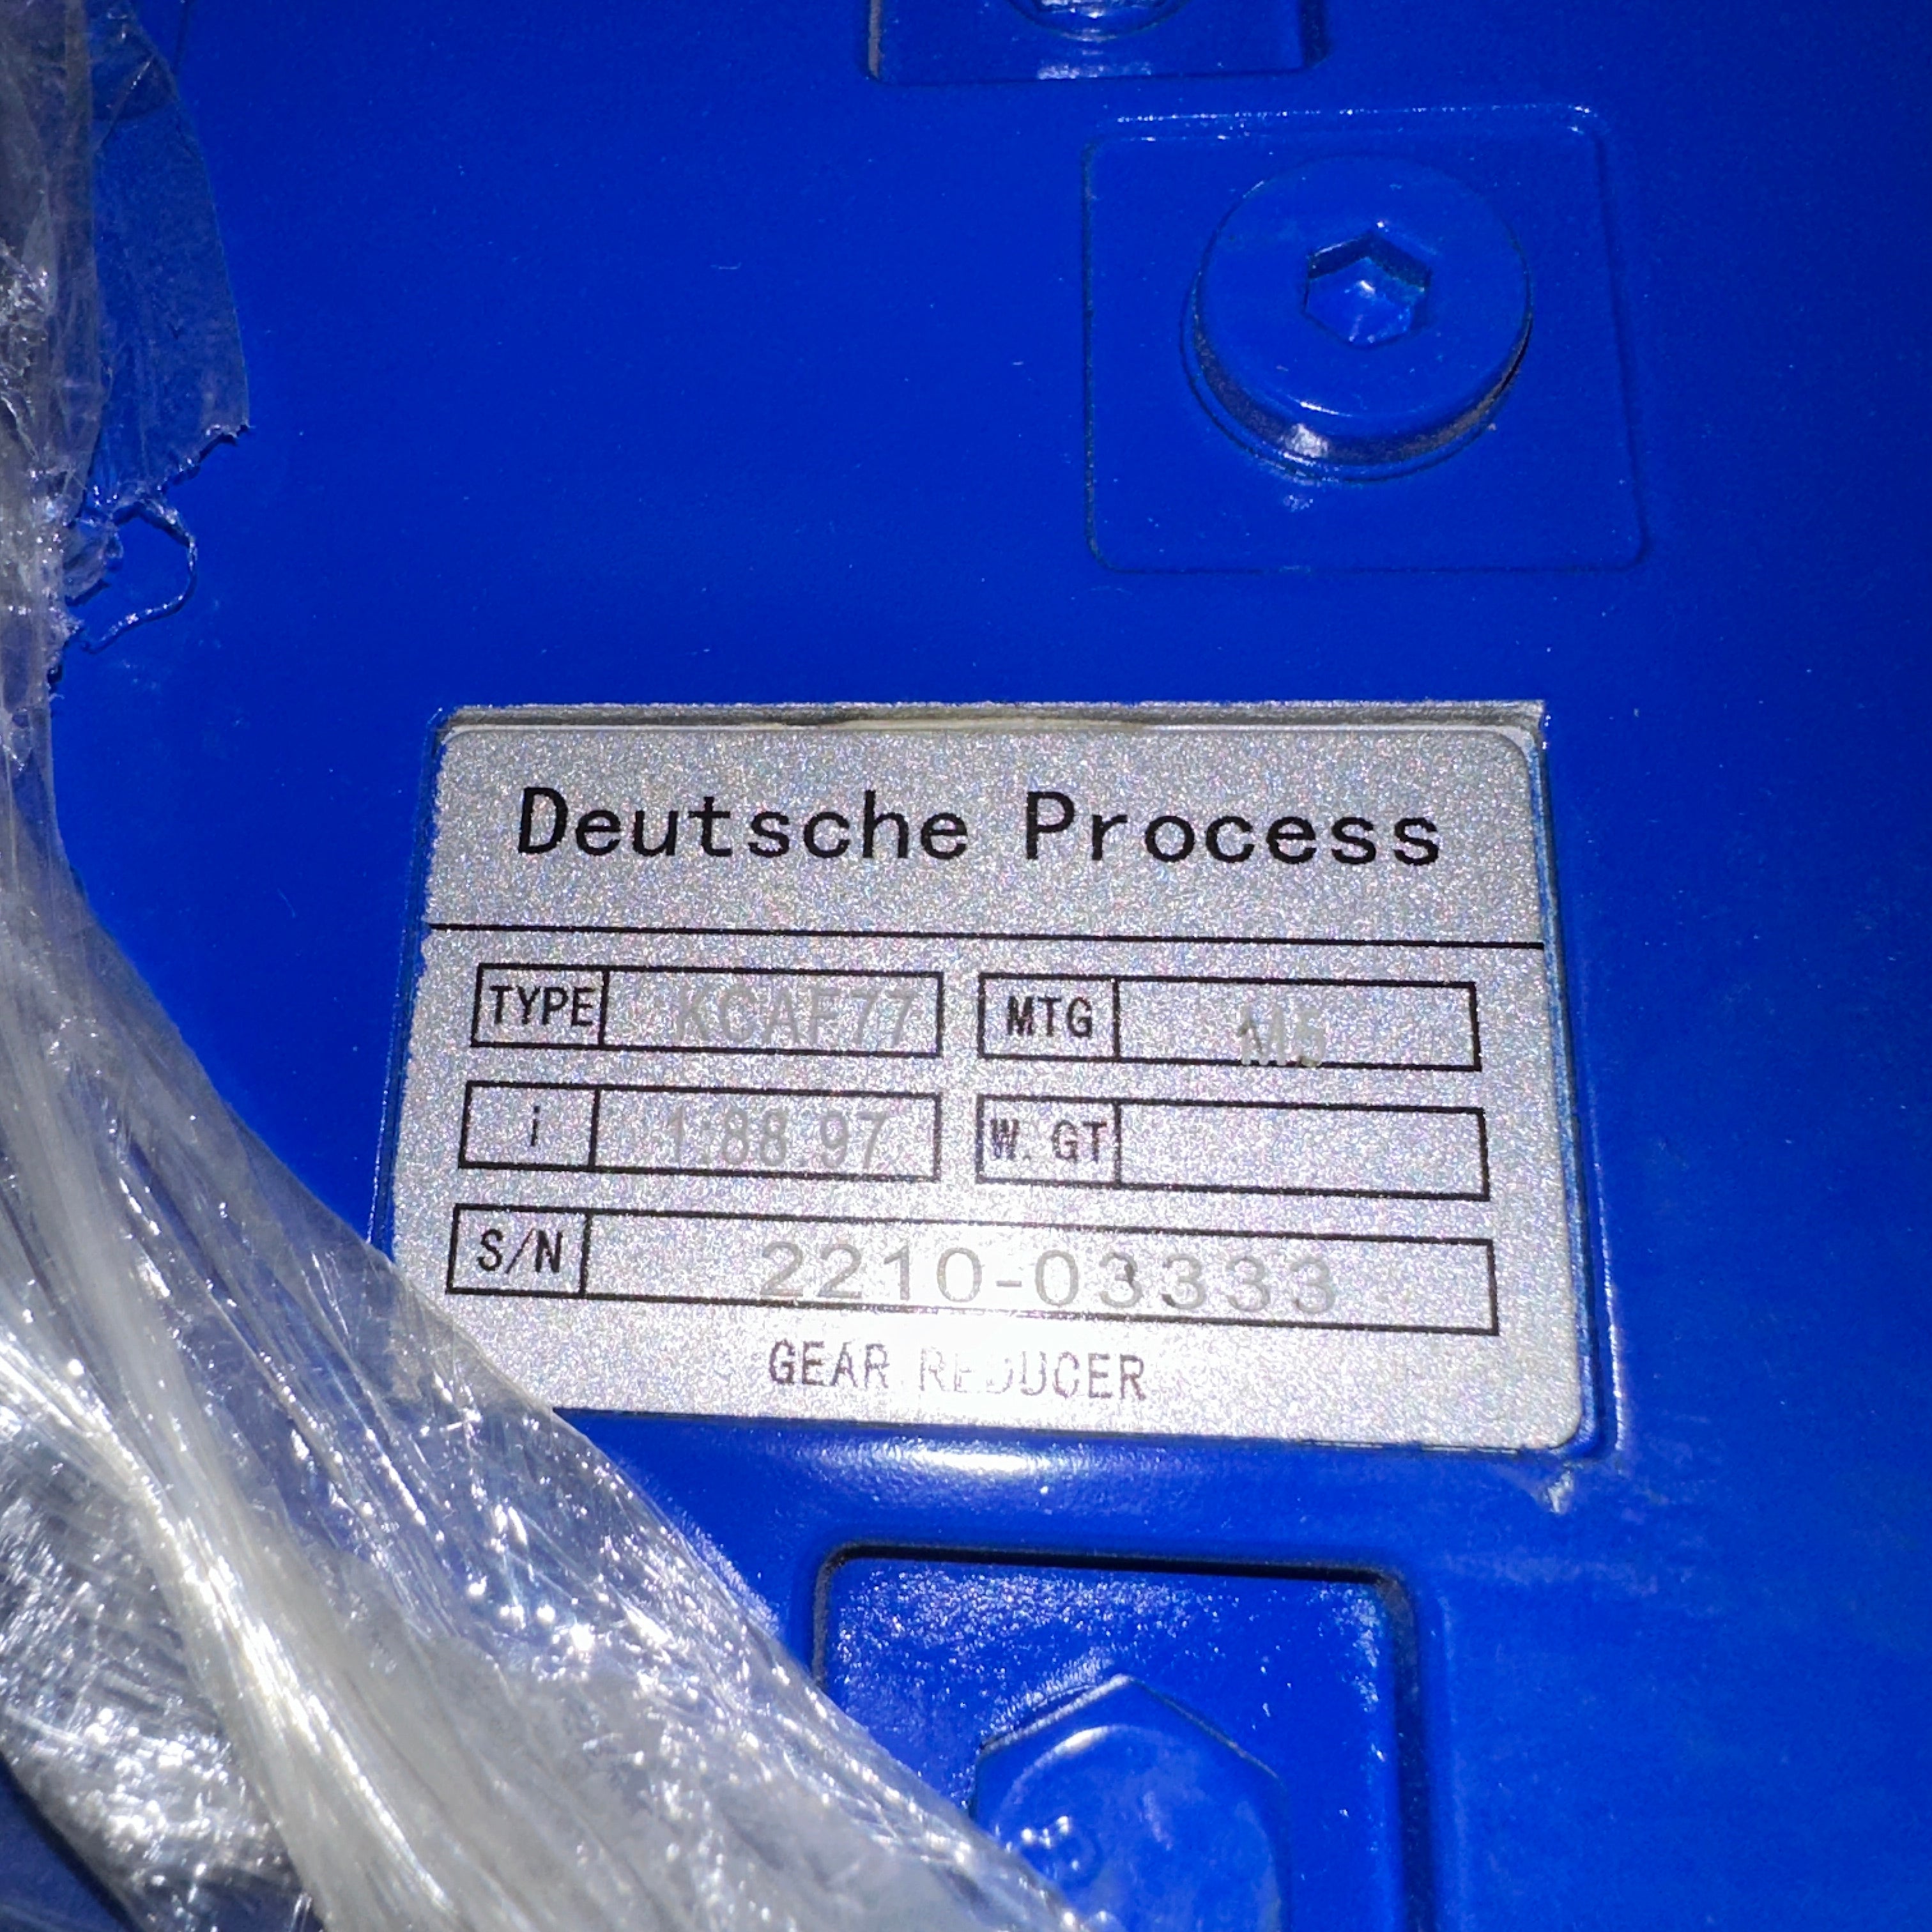 Deutsche Process
TYPE KCAF77 MTG M5
i 1:88.97 W.GT
S/N 2210-03333
GEAR REDUCER